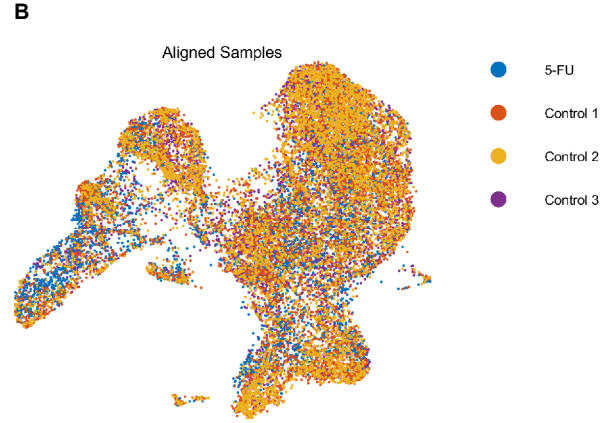 B
Aligned Samples
5-FU
Control 1
Control 2
Control 3